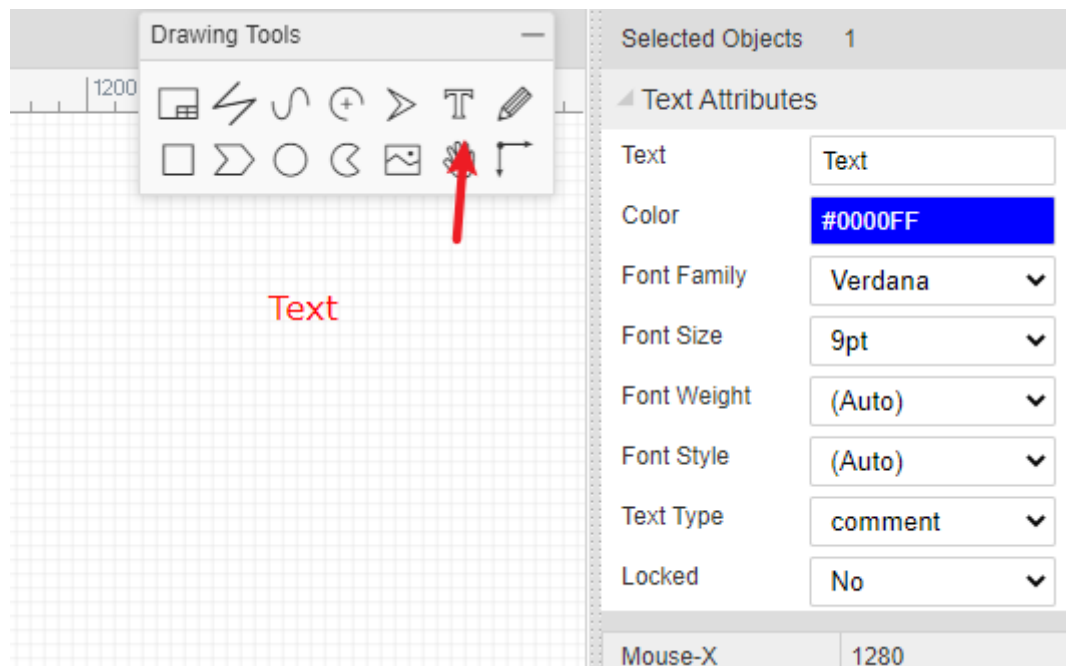 Drawing Tools
1200
Text
Selected Objects 1
Text Attributes
Text Text
Color #0000FF
Font Family Verdana
Font Size 9pt
Font Weight (Auto)
Font Style (Auto)
Text Type comment
Locked No
Mouse-X 1280